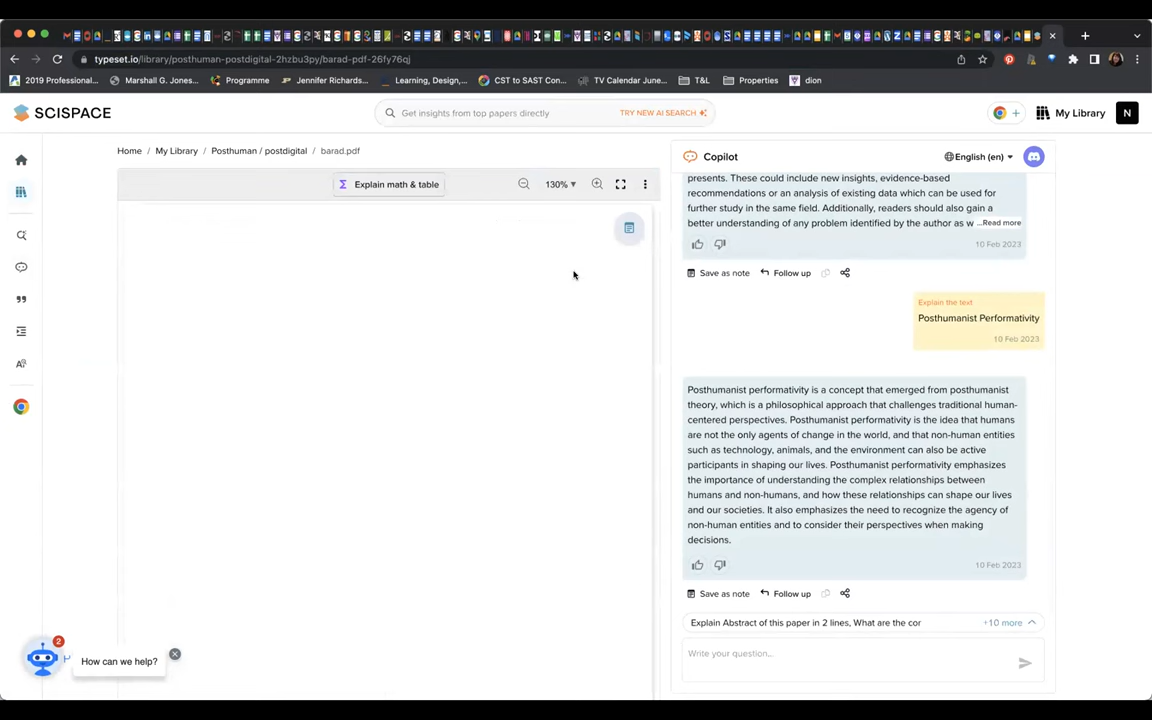 typeset.io/library/posthuman-postdigital-2hzbu3py/barad-pdf-26fy76qj
2019 Professional...
Marshall G. Jones...
Programme
Jennifer Richards...
Learning, Design,...
CST to SAST Con...
TV Calendar June...
T&L
Properties
dion
SCISPACE
Get insights from top papers directly
TRY NEW AI SEARCH
My Library
N
Home / My Library / Posthuman / postdigital / barad.pdf
Explain math & table
130%
Copilot
English (en)
presents. These could include new insights, evidence-based
recommendations or an analysis of existing data which can be used for
further study in the same field. Additionally, readers should also gain a
better understanding of any problem identified by the author as w ...Read more
10 Feb 2023
Save as note
Follow up
Explain the text
Posthumanist Performativity
10 Feb 2023
Posthumanist performativity is a concept that emerged from posthumanist
theory, which is a philosophical approach that challenges traditional human-
centered perspectives. Posthumanist performativity is the idea that humans
are not the only agents of change in the world, and that non-human entities
such as technology, animals, and the environment can also be active
participants in shaping our lives. Posthumanist performativity emphasizes
the importance of understanding the complex relationships between
humans and non-humans, and how these relationships can shape our lives
and our societies. It also emphasizes the need to recognize the agency of
non-human entities and to consider their perspectives when making
decisions.
10 Feb 2023
Save as note
Follow up
Explain Abstract of this paper in 2 lines, What are the cor
+10 more
Write your question...
2
How can we help?